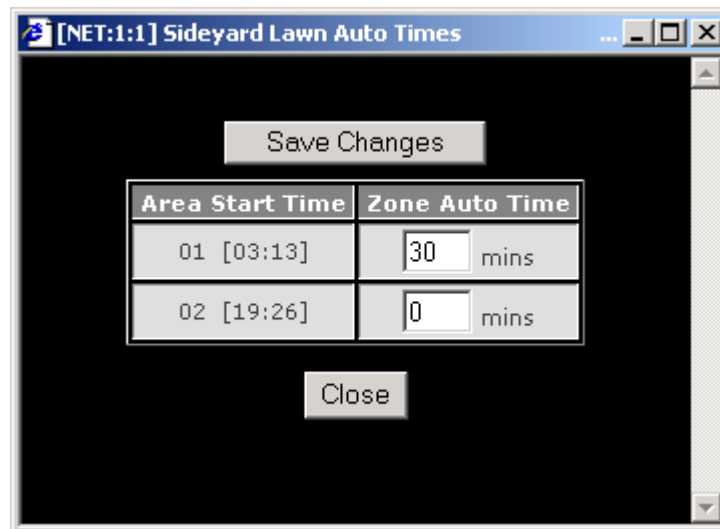 [NET:1:1] Sideyard Lawn Auto Times ...
Save Changes
Area Start Time Zone Auto Time
01 [03:13] 30 mins
02 [19:26] 0 mins
Close